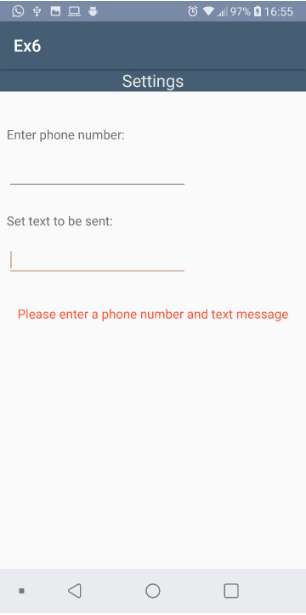 97% 16:55
Ex6
Settings
Enter phone number:
Set text to be sent:
Please enter a phone number and text message